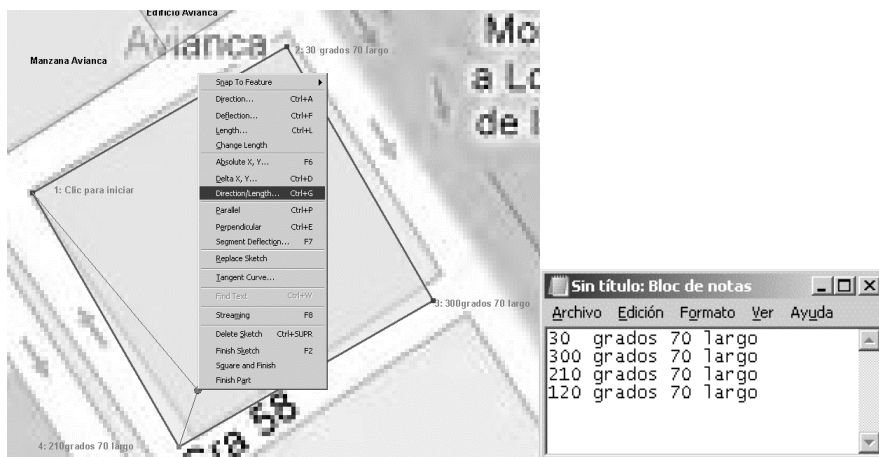 Edificio Avianca
Avianca
Manzana Avianca
2: 30 grados 70 largo
Mo
a Lo
de
1: Clic para iniciar
Snap To Feature
Direction... Ctrl+A
Deflection... Ctrl+F
Length... Ctrl+L
Change Length
Absolute X, Y... F6
Delta X, Y... Ctrl+D
Direction/Length... Ctrl+G
Parallel Ctrl+P
Perpendicular Ctrl+E
Segment Deflection... F7
Replace Sketch
Tangent Curve...
Find Text Ctrl+W
Streaming F8
Delete Sketch Ctrl+SUPR
Finish Sketch F2
Square and Finish
Finish Part
3: 300grados 70 largo
cra 58
4: 210grados 70 largo
Sin título: Bloc de notas
Archivo Edición Formato Ver Ayuda
30 grados 70 largo
300 grados 70 largo
210 grados 70 largo
120 grados 70 largo